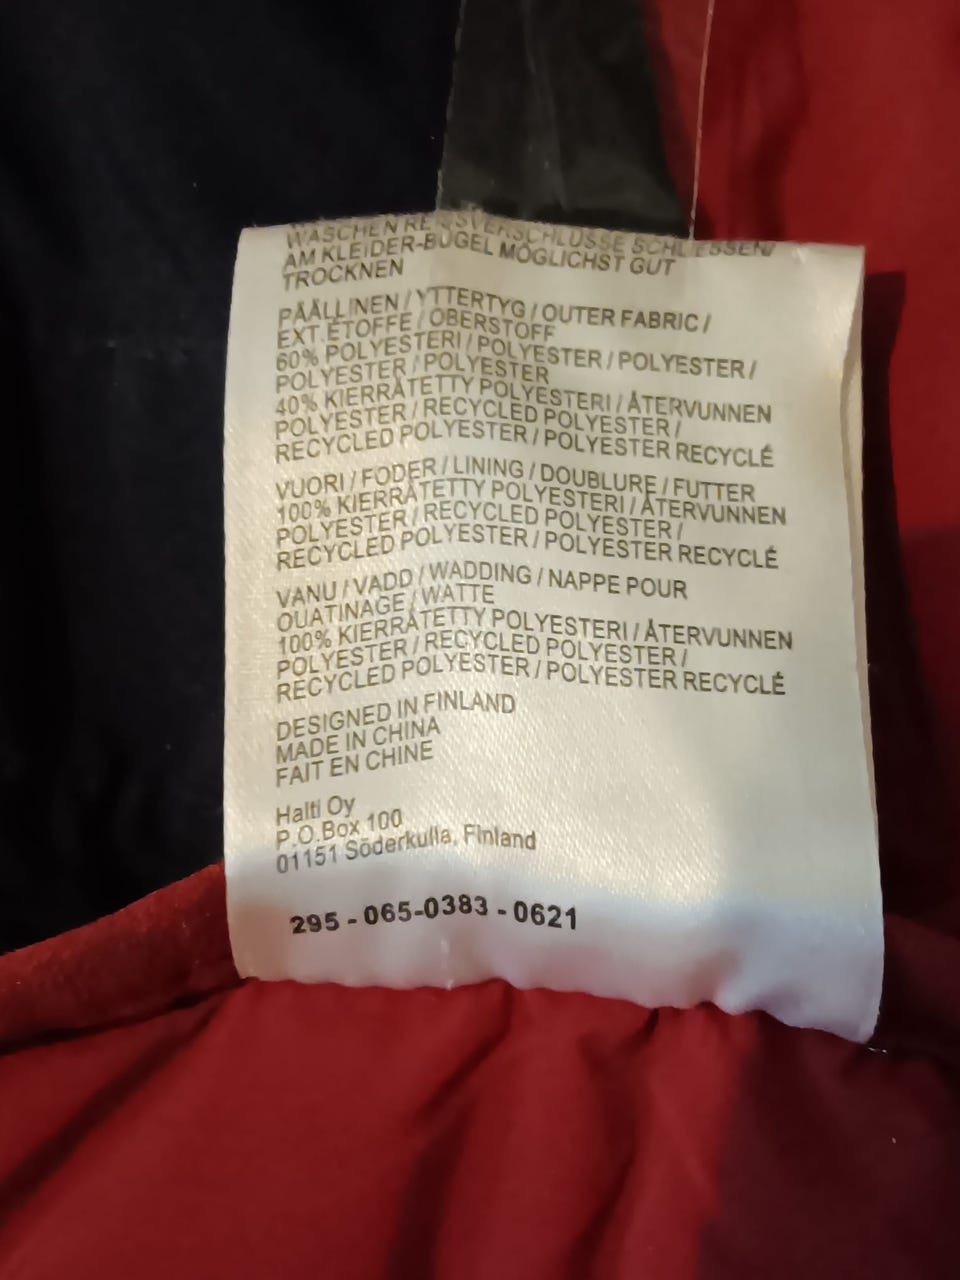 WASCHEN REISSVERSCHLÜSSE SCHLIESSEN/
AM KLEIDER-BÜGEL MÖGLICHST GUT
TROCKNEN
PÄÄLLINEN / YTTERTYG / OUTER FABRIC /
EXT.ÉTOFFE / OBERSTOFF
60% POLYESTERI / POLYESTER / POLYESTER /
POLYESTER / POLYESTER
40% KIERRÄTETTY POLYESTERI / ÅTERVUNNEN
POLYESTER / RECYCLED POLYESTER /
RECYCLED POLYESTER / POLYESTER RECYCLÉ
VUORI / FODER / LINING / DOUBLURE / FUTTER
100% KIERRÄTETTY POLYESTERI / ÅTERVUNNEN
POLYESTER / RECYCLED POLYESTER /
RECYCLED POLYESTER / POLYESTER RECYCLÉ
VANU / VADD / WADDING / NAPPE POUR
OUATINAGE / WATTE
100% KIERRÄTETTY POLYESTERI / ÅTERVUNNEN
POLYESTER / RECYCLED POLYESTER /
RECYCLED POLYESTER / POLYESTER RECYCLÉ
DESIGNED IN FINLAND
MADE IN CHINA
FAIT EN CHINE
Halti Oy
P.O.Box 100
01151 Söderkulla, Finland
295 - 065-0383 - 0621